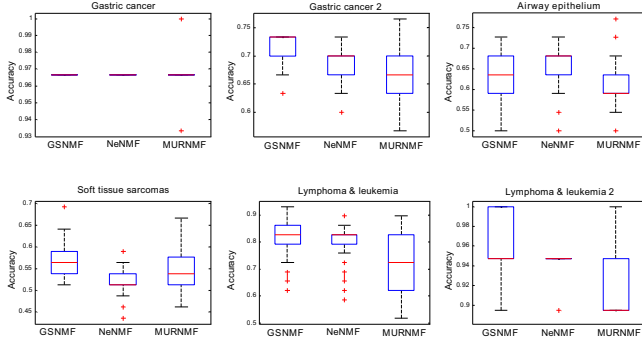 Gastric cancer
Accuracy
1
0.99
0.98
0.97
0.96
0.95
0.94
0.93
GSNMF NeNMF MURNMF
Gastric cancer 2
Accuracy
0.75
0.7
0.65
0.6
GSNMF NeNMF MURNMF
Airway epithelium
Accuracy
0.75
0.7
0.65
0.6
0.55
0.5
GSNMF NeNMF MURNMF
Soft tissue sarcomas
Accuracy
0.7
0.65
0.6
0.55
0.5
0.45
GSNMF NeNMF MURNMF
Lymphoma & leukemia
Accuracy
0.9
0.8
0.7
0.6
0.5
GSNMF NeNMF MURNMF
Lymphoma & leukemia 2
Accuracy
1
0.98
0.96
0.94
0.92
0.9
GSNMF NeNMF MURNMF